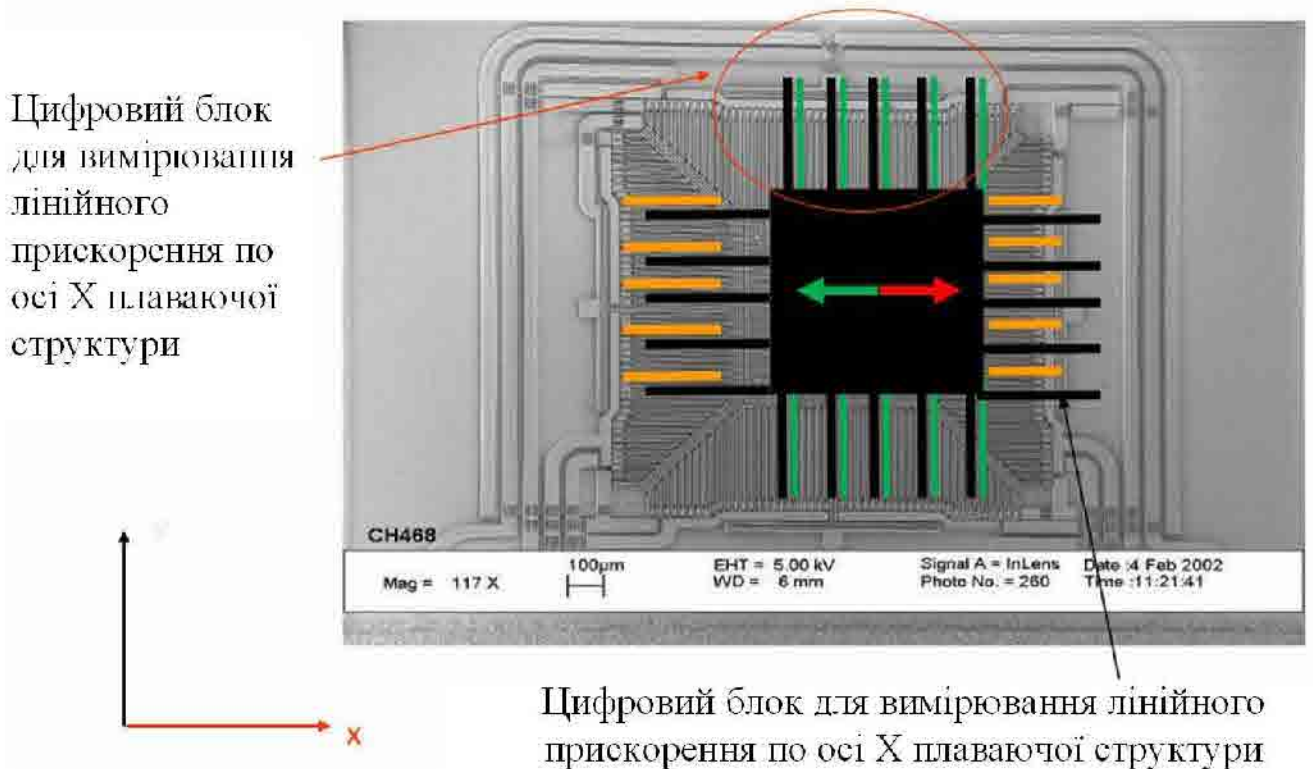 Цифровий блок
для вимірювання
лінійного
прискорення по
осі X плаваючої
структури
CH468
Mag = 117 X
100µm
EHT = 5.00 kV
WD = 6 mm
Signal A = InLens
Photo No. = 260
Date :4 Feb 2002
Time :11:21:41
X
Цифровий блок для вимірювання лінійного
прискорення по осі X плаваючої структури